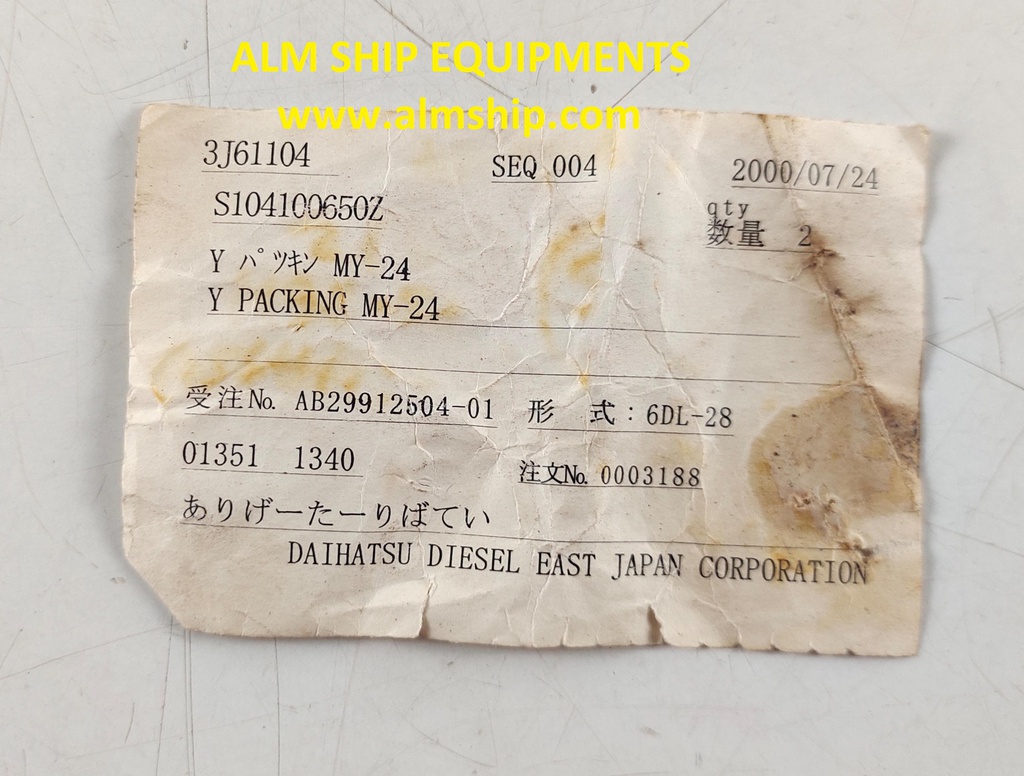 ALM SHIP EQUIPMENTS
www.almship.com
3J61104 SEQ 004 2000/07/24
S104100650Z qty
数量 2
Y パツキン MY-24
Y PACKING MY-24
受注No. AB29912504-01 形 式:6DL-28
01351 1340 注文No. 0003188
ありげーたーりばてい
DAIHATSU DIESEL EAST JAPAN CORPORATION